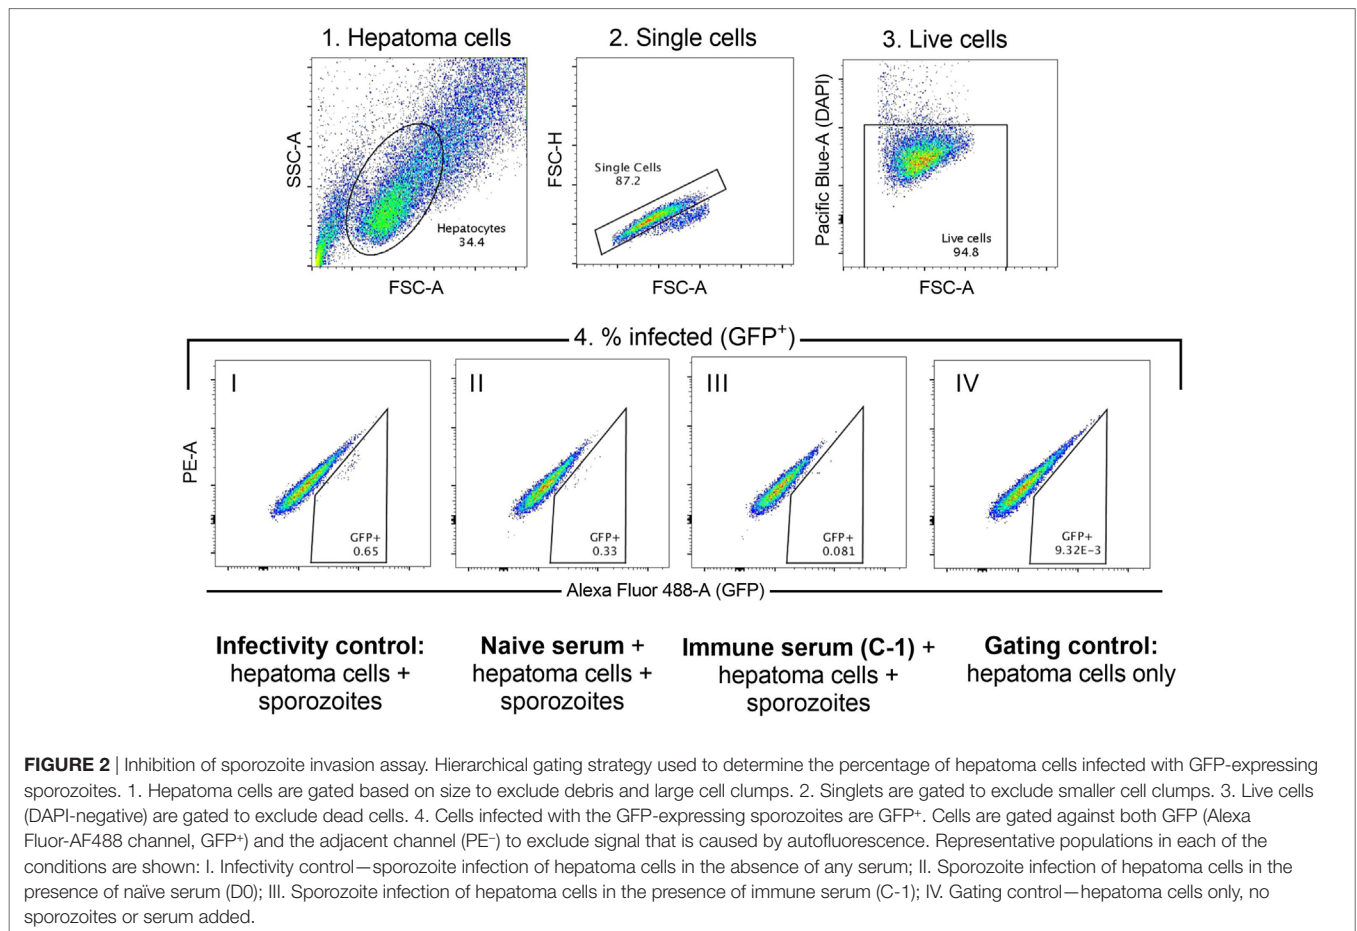 1. Hepatoma cells
2. Single cells
3. Live cells
SSC-A
Hepatocytes
34.4
FSC-A
FSC-H
Single Cells
87.2
FSC-A
Pacific Blue-A (DAPI)
Live cells
94.8
FSC-A
4. % infected (GFP⁺)
PE-A
I
GFP+
0.65
II
GFP+
0.33
III
GFP+
0.081
IV
GFP+
9.32E-3
Alexa Fluor 488-A (GFP)
Infectivity control:
hepatoma cells +
sporozoites
Naive serum +
hepatoma cells +
sporozoites
Immune serum (C-1) +
hepatoma cells +
sporozoites
Gating control:
hepatoma cells only
FIGURE 2 | Inhibition of sporozoite invasion assay. Hierarchical gating strategy used to determine the percentage of hepatoma cells infected with GFP-expressing
sporozoites. 1. Hepatoma cells are gated based on size to exclude debris and large cell clumps. 2. Singlets are gated to exclude smaller cell clumps. 3. Live cells
(DAPI-negative) are gated to exclude dead cells. 4. Cells infected with the GFP-expressing sporozoites are GFP⁺. Cells are gated against both GFP (Alexa
Fluor-AF488 channel, GFP⁺) and the adjacent channel (PE⁻) to exclude signal that is caused by autofluorescence. Representative populations in each of the
conditions are shown: I. Infectivity control—sporozoite infection of hepatoma cells in the absence of any serum; II. Sporozoite infection of hepatoma cells in the
presence of naïve serum (D0); III. Sporozoite infection of hepatoma cells in the presence of immune serum (C-1); IV. Gating control—hepatoma cells only, no
sporozoites or serum added.